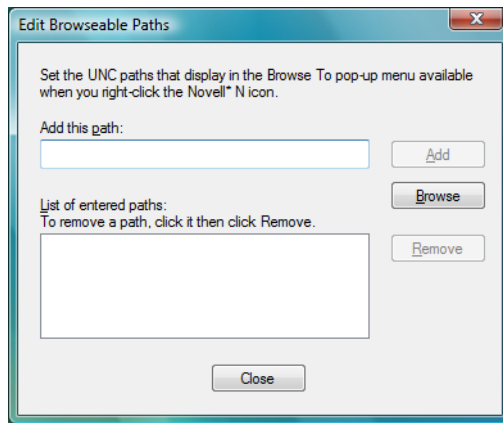 Edit Browseable Paths
Set the UNC paths that display in the Browse To pop-up menu available
when you right-click the Novell* N icon.
Add this path:
Add
Browse
List of entered paths:
To remove a path, click it then click Remove.
Remove
Close